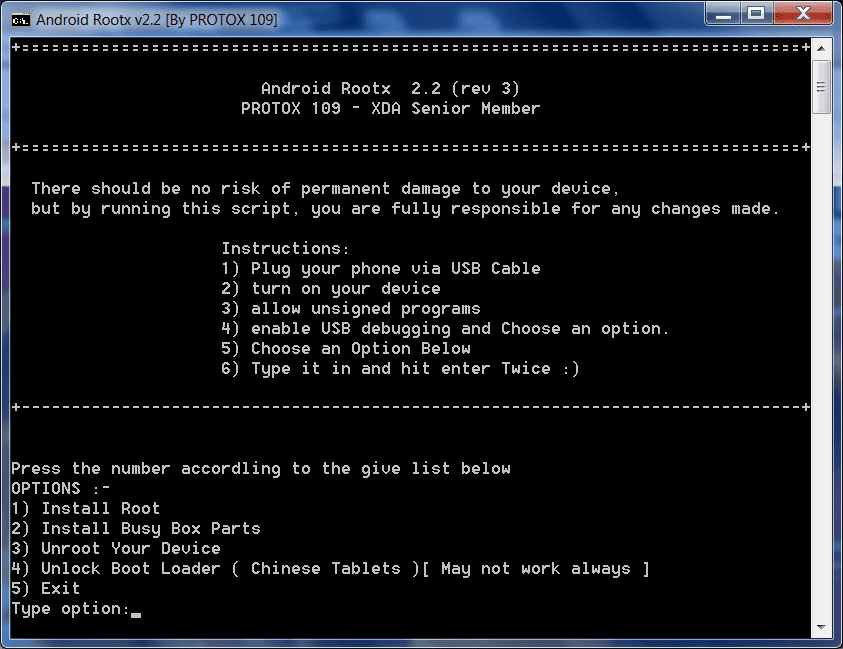 Android Rootx v2.2 [By PROTOX 109]
+------------------------------------------------------------------------------+
Android Rootx  2.2 (rev 3)
PROTOX 109 - XDA Senior Member
+------------------------------------------------------------------------------+
There should be no risk of permanent damage to your device,
but by running this script, you are fully responsible for any changes made.
Instructions:
1) Plug your phone via USB Cable
2) turn on your device
3) allow unsigned programs
4) enable USB debugging and Choose an option.
5) Choose an Option Below
6) Type it in and hit enter Twice :)
+------------------------------------------------------------------------------+
Press the number accordling to the give list below
OPTIONS :-
1) Install Root
2) Install Busy Box Parts
3) Unroot Your Device
4) Unlock Boot Loader ( Chinese Tablets )[ May not work always ]
5) Exit
Type option:_